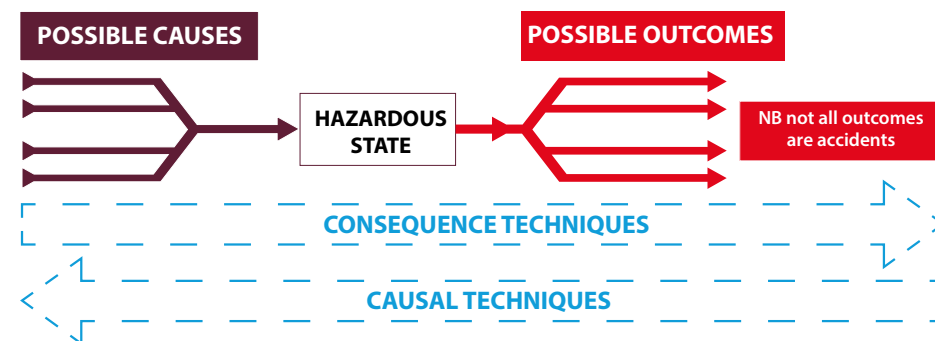 POSSIBLE CAUSES
POSSIBLE OUTCOMES
HAZARDOUS
STATE
NB not all outcomes
are accidents
CONSEQUENCE TECHNIQUES
CAUSAL TECHNIQUES